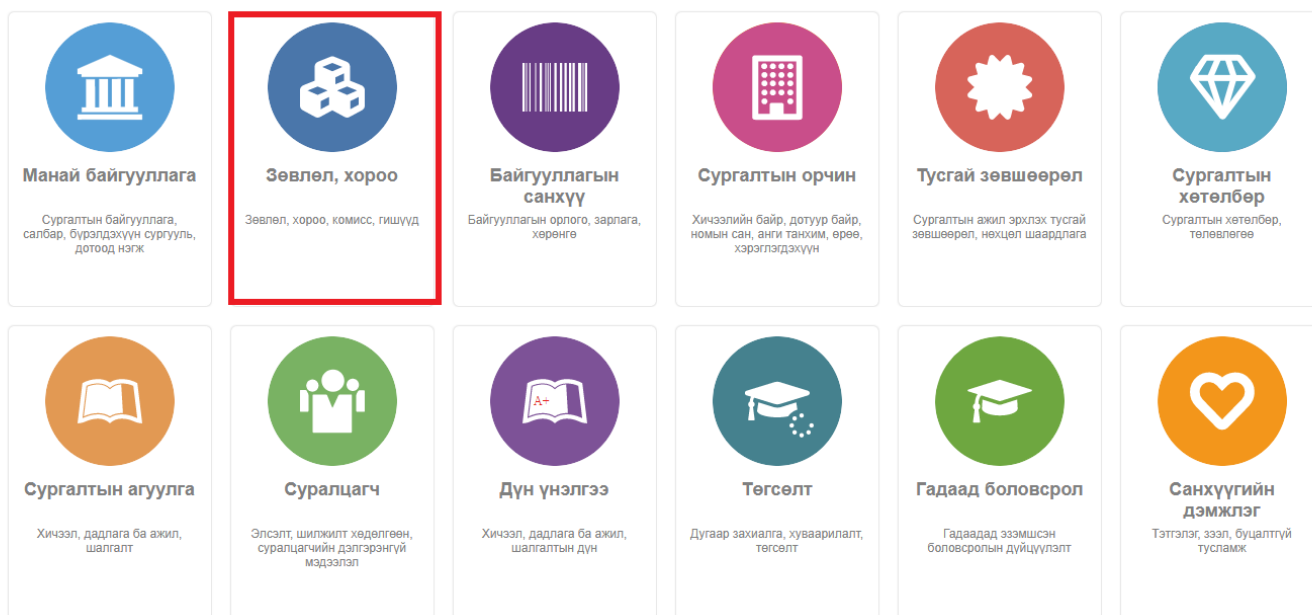 Манай байгууллага
Сургалтын байгууллага,
салбар, бүрэлдэхүүн сургууль,
дотоод нэгж
Зөвлөл, хороо
Зөвлөл, хороо, комисс, гишүүд
Байгууллагын
санхүү
Байгууллагын орлого, зарлага,
хөрөнгө
Сургалтын орчин
Хичээлийн байр, дотуур байр,
номын сан, анги танхим, өрөө,
хэрэглэгдэхүүн
Тусгай зөвшөөрөл
Сургалтын ажил эрхлэх тусгай
зөвшөөрөл, нөхцөл шаардлага
Сургалтын
хөтөлбөр
Сургалтын хөтөлбөр,
төлөвлөгөө
Сургалтын агуулга
Хичээл, дадлага ба ажил,
шалгалт
Суралцагч
Элсэлт, шилжилт хөдөлгөөн,
суралцагчийн дэлгэрэнгүй
мэдээлэл
A+
Дүн үнэлгээ
Хичээл, дадлага ба ажил,
шалгалтын дүн
Төгсөлт
Дугаар захиалга, хуваарилалт,
төгсөлт
Гадаад боловсрол
Гадаадад эзэмшсэн
боловсролын дүйцүүлэлт
Санхүүгийн
дэмжлэг
Тэтгэлэг, зээл, буцалтгүй
тусламж